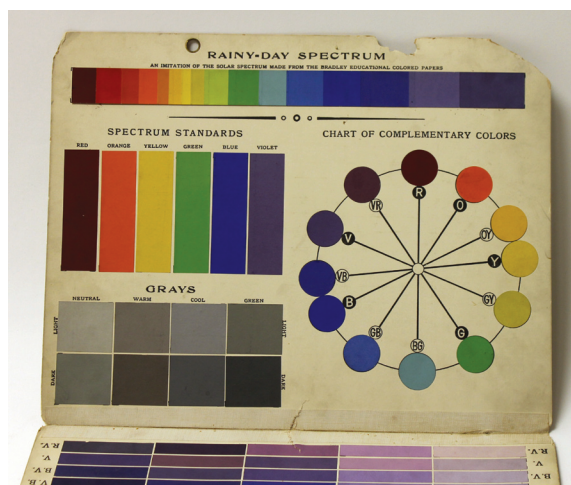 RAINY-DAY SPECTRUM
AN IMITATION OF THE SOLAR SPECTRUM MADE FROM THE BRADLEY EDUCATIONAL COLORED PAPERS
SPECTRUM STANDARDS
RED ORANGE YELLOW GREEN BLUE VIOLET
GRAYS
NEUTRAL WARM COOL GREEN
LIGHT LIGHT
DARK DARK
CHART OF COMPLEMENTARY COLORS
R
O
OY
Y
GY
G
BG
GB
B
VB
V
VR
R.V. R.V.
V. V.
B.V. B.V.
V.B. V.B.